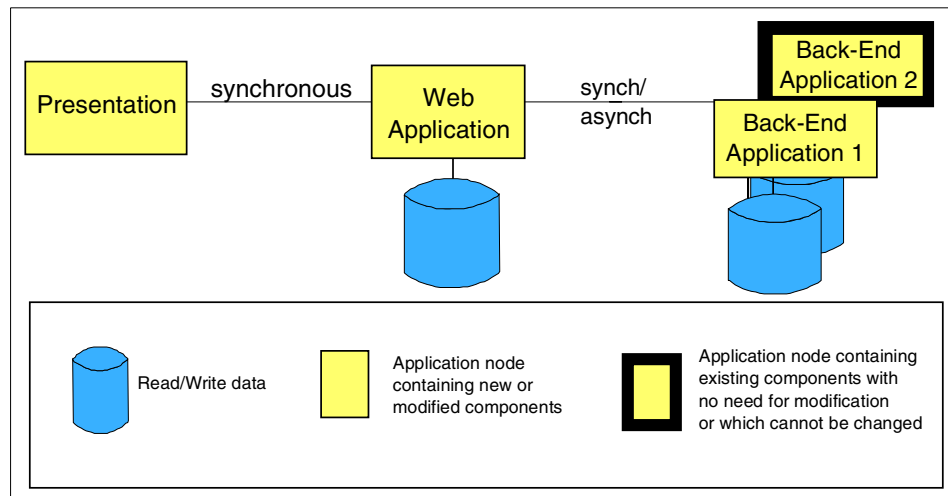 Presentation
synchronous
Web
Application
synch/
asynch
Back-End
Application 2
Back-End
Application 1
Read/Write data
Application node
containing new or
modified components
Application node containing
existing components with
no need for modification
or which cannot be changed